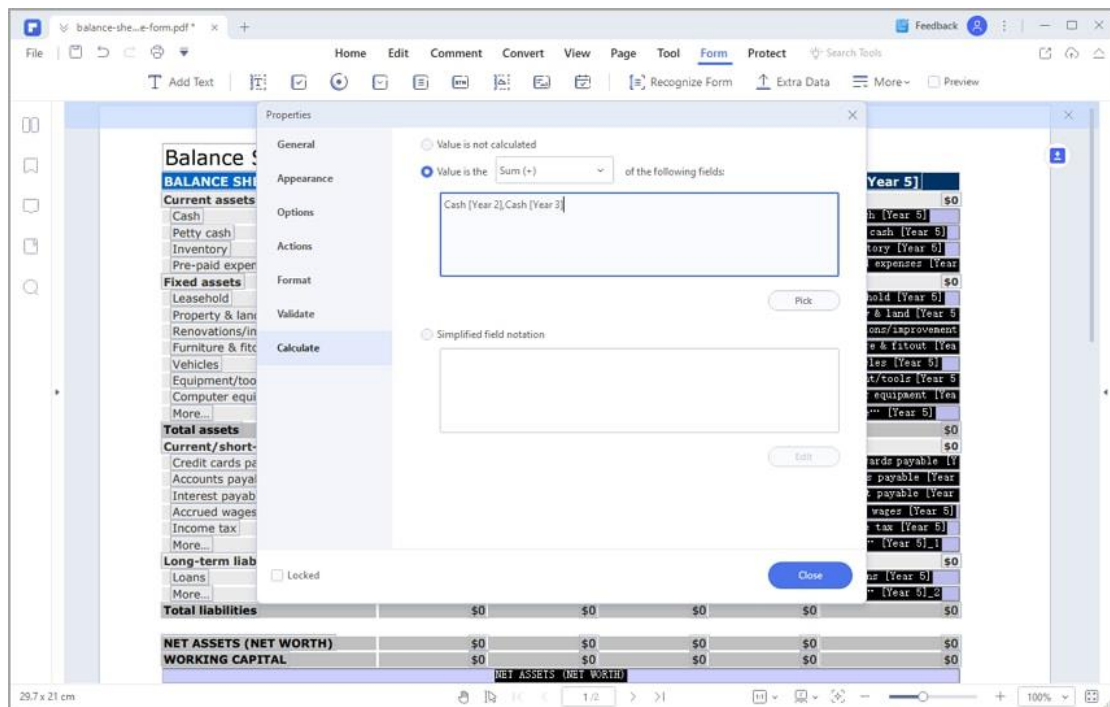 balance-she...e-form.pdf *
Feedback
File
Home Edit Comment Convert View Page Tool Form Protect Search Tools
Add Text Recognize Form Extra Data More Preview
Properties
General
Appearance
Options
Actions
Format
Validate
Calculate
Value is not calculated
Value is the Sum (+) of the following fields:
Cash [Year 2],Cash [Year 3]
Pick
Simplified field notation
Edit
Locked
Close
Balance S
BALANCE SHE Year 5]
Current assets $0
Cash h [Year 5]
Petty cash cash [Year 5]
Inventory tory [Year 5]
Pre-paid exper expenses [Year
Fixed assets $0
Leasehold hold [Year 5]
Property & land & land [Year 5
Renovations/in ons/improvement
Furniture & fitc e & fitout [Yea
Vehicles les [Year 5]
Equipment/too t/tools [Year 5
Computer equi equipment [Yea
More... [Year 5]
Total assets $0
Current/short- $0
Credit cards pa ards payable [Y
Accounts payal payable [Year
Interest payab payable [Year
Accrued wages wages [Year 5]
Income tax tax [Year 5]
More... [Year 5]_1
Long-term liab $0
Loans ns [Year 5]
More... [Year 5]_2
Total liabilities $0 $0 $0 $0 $0
NET ASSETS (NET WORTH) $0 $0 $0 $0 $0
WORKING CAPITAL $0 $0 $0 $0 $0
NET ASSETS (NET WORTH)
29.7 x 21 cm 1 /2 100%